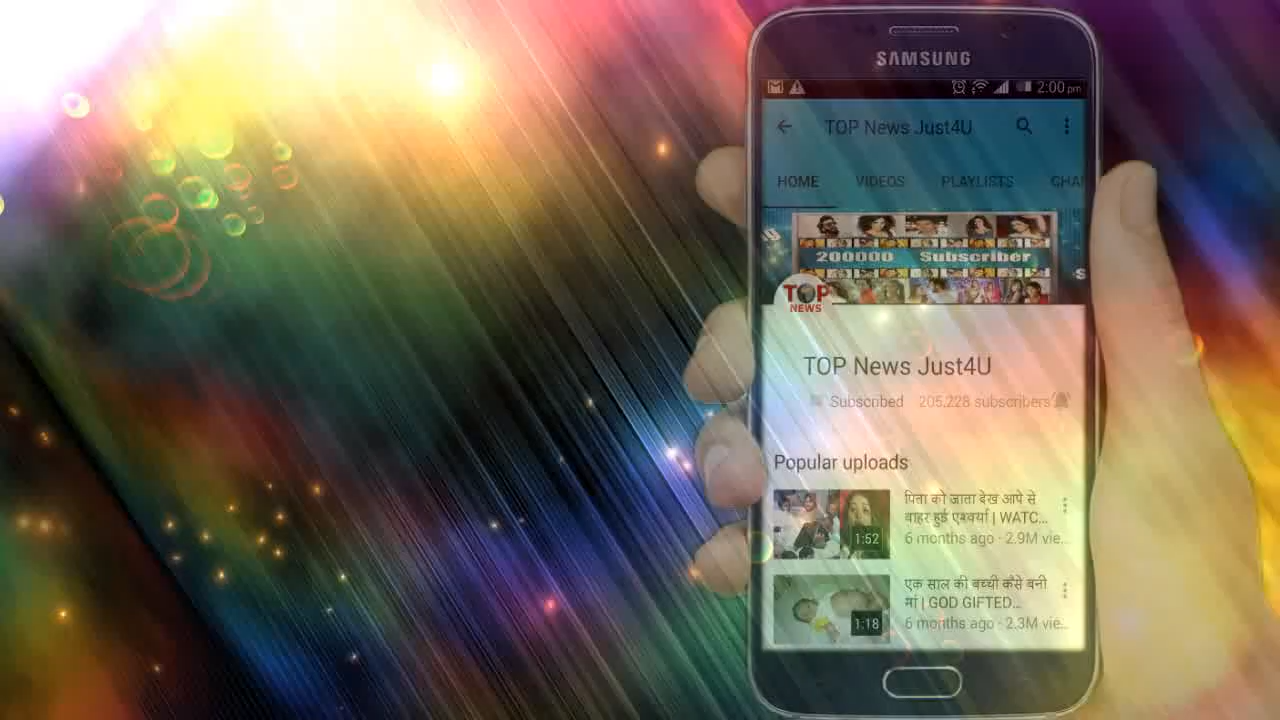 SAMSUNG
2:00 pm
TOP News Just4U
HOME VIDEOS PLAYLISTS CHA
200000 Subscriber
TOP
NEWS
TOP News Just4U
Subscribed 205,228 subscribers
Popular uploads
पिता को जाता देख आपे से
वाहर हुई एश्वर्या | WATC...
1:52
6 months ago · 2.9M vie...
एक साल की बच्ची कैसे बनी
मां | GOD GIFTED...
1:18
6 months ago · 2.3M vie...